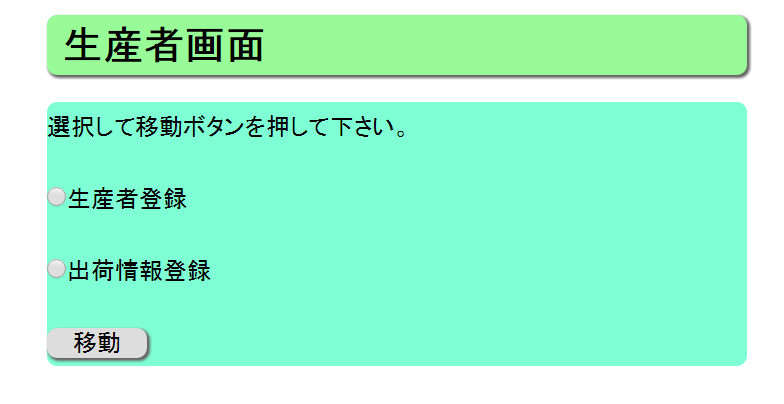 生産者画面
選択して移動ボタンを押して下さい。
生産者登録
出荷情報登録
移動